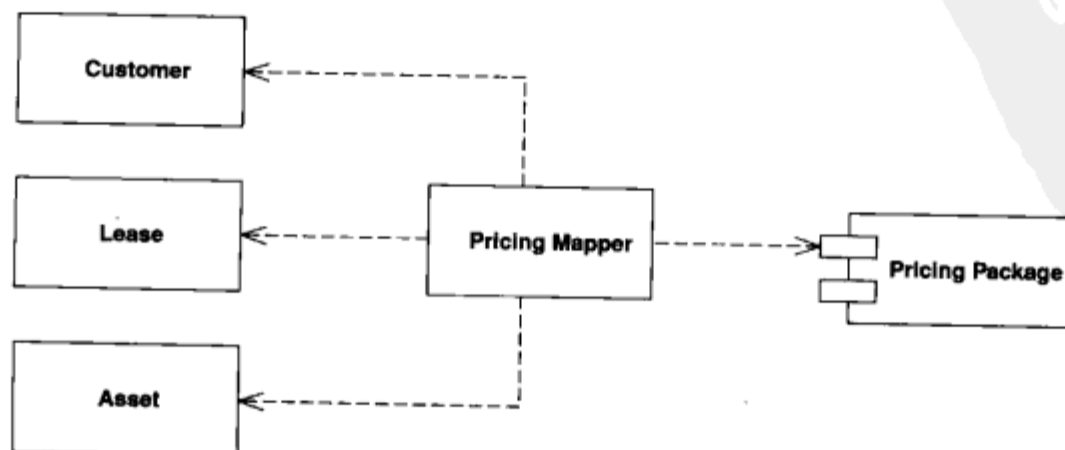 Customer
Lease
Pricing Mapper
Pricing Package
Asset